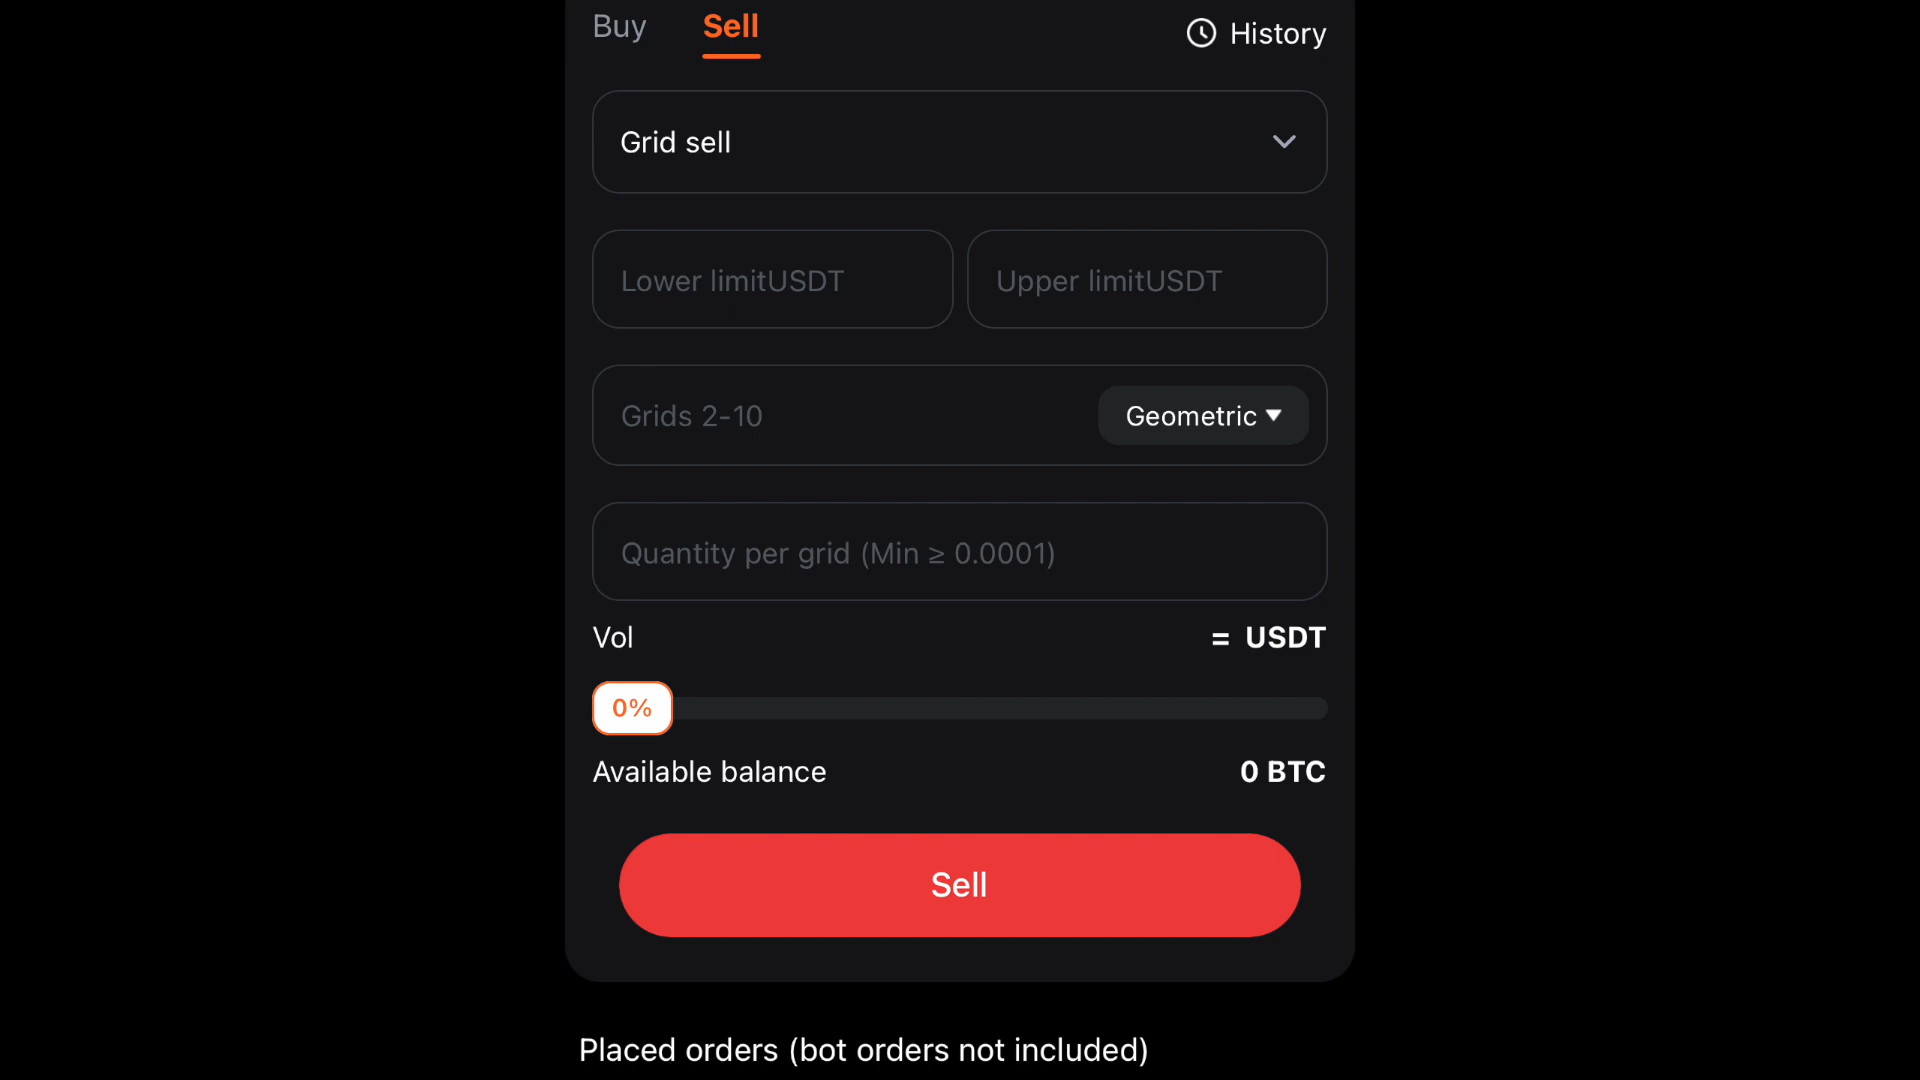 Buy Sell History
Grid sell
Lower limitUSDT Upper limitUSDT
Grids 2-10 Geometric
Quantity per grid (Min ≥ 0.0001)
Vol = USDT
0%
Available balance 0 BTC
Sell
Placed orders (bot orders not included)